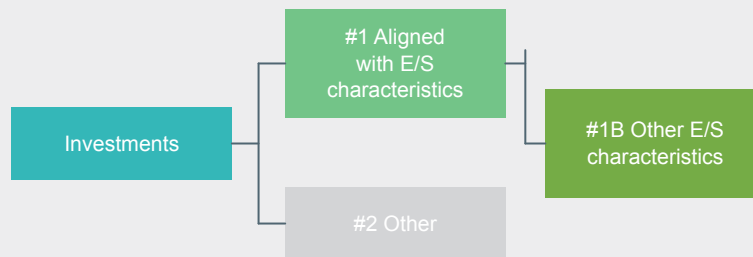 #1 Aligned
with E/S
characteristics
Investments
#1B Other E/S
characteristics
#2 Other